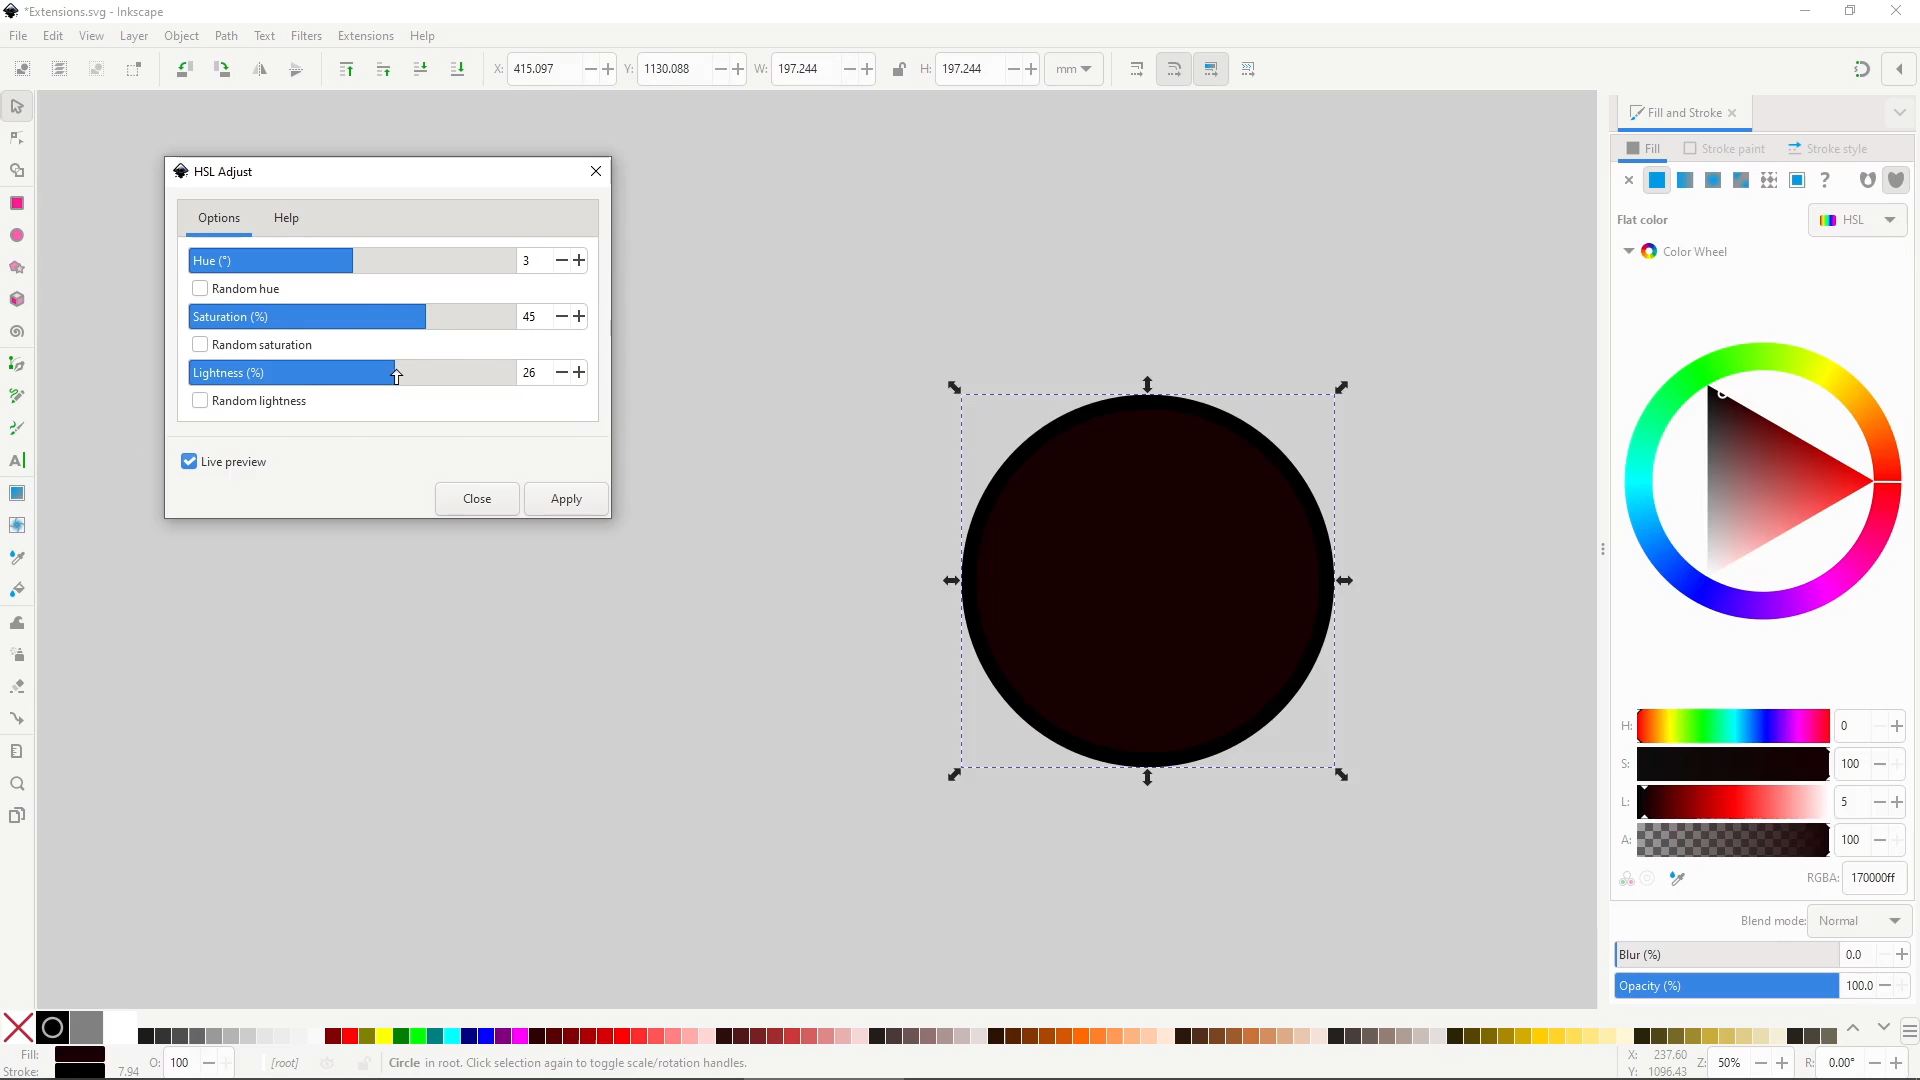 *Extensions.svg - Inkscape
File Edit View Layer Object Path Text Filters Extensions Help
X: 415.097 Y: 1130.088 W: 197.244 H: 197.244 mm
Fill and Stroke
Fill Stroke paint Stroke style
?
Flat color HSL
Color Wheel
HSL Adjust
Options Help
Hue (°) 3
Random hue
Saturation (%) 45
Random saturation
Lightness (%) 26
Random lightness
Live preview
Close Apply
H: 0
S: 100
L: 5
A: 100
RGBA: 170000ff
Blend mode: Normal
Blur (%) 0.0
Opacity (%) 100.0
Fill:
Stroke: 7.94 O: 100 [root] Circle in root. Click selection again to toggle scale/rotation handles.
X: 237.60
Y: 1096.43 Z: 50% R: 0.00°